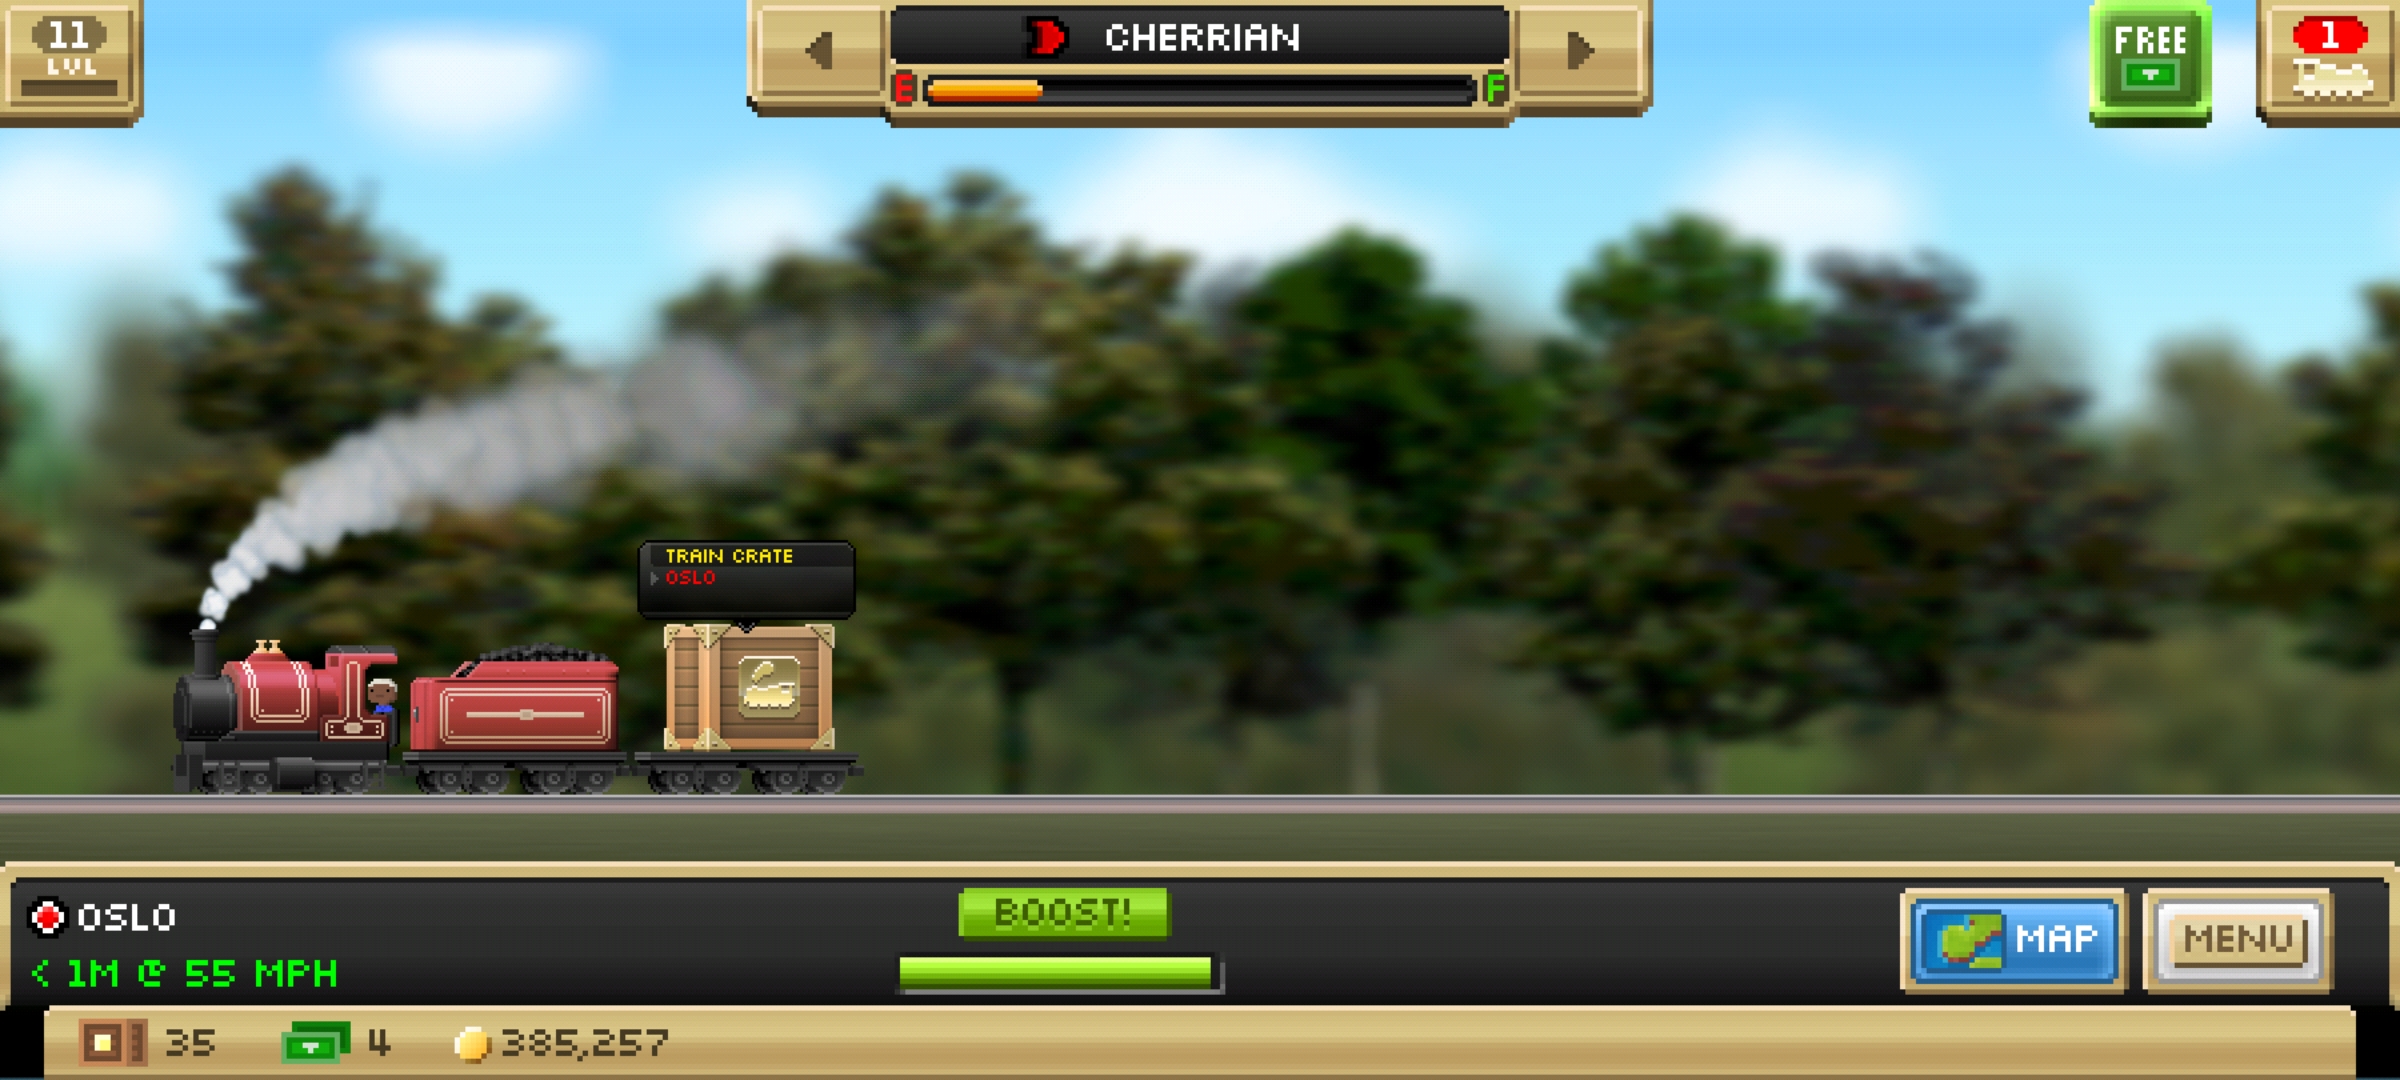 11
LVL
CHERRIAN
E
F
FREE
1
TRAIN CRATE
OSLO
OSLO
< 1M @ 55 MPH
BOOST!
MAP
MENU
35
4
385,257